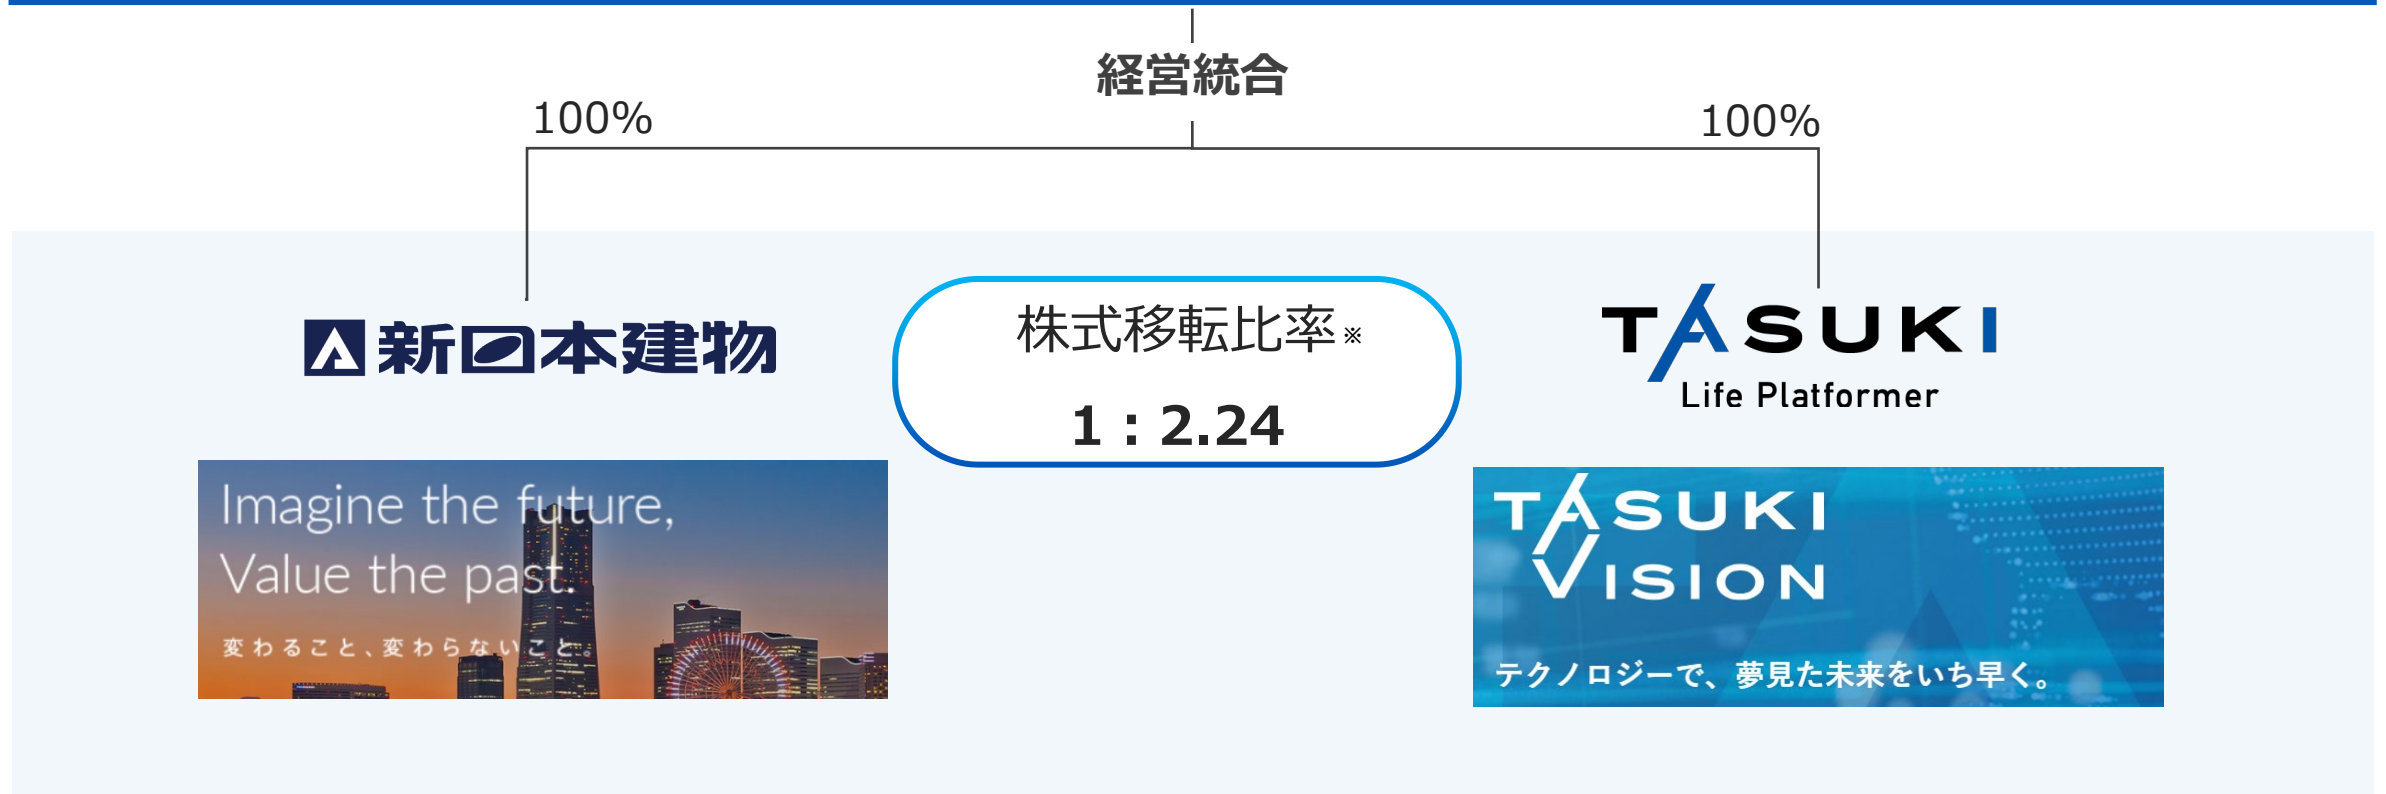 経営統合
100%
100%
新日本建物
株式移転比率※
1：2.24
TASUKI
Life Platformer
Imagine the future,
Value the past.
変わること、変わらないこと。
TASUKI
VISION
テクノロジーで、夢見た未来をいち早く。